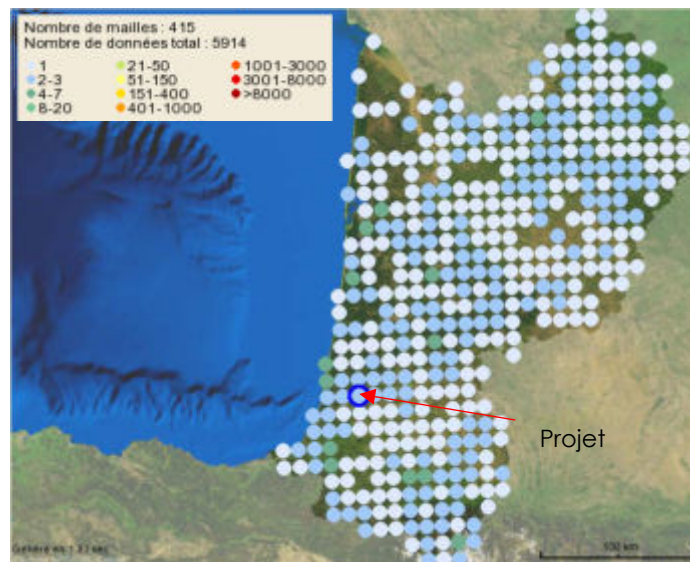 Nombre de mailles : 415
Nombre de données total : 5914
1 21-50 1001-3000
2-3 51-150 3001-8000
4-7 151-400 >8000
8-20 401-1000
Projet
100 km